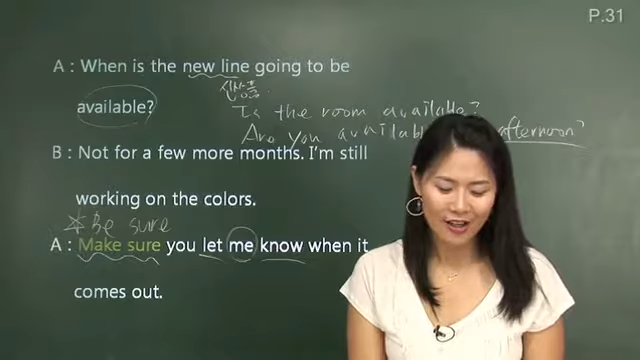 P.31
A : When is the new line going to be
신상품
available?
Is the room available?
Are you availabl afternoon?
B : Not for a few more months. I'm still
working on the colors.
* Be sure
A : Make sure you let me know when it
comes out.